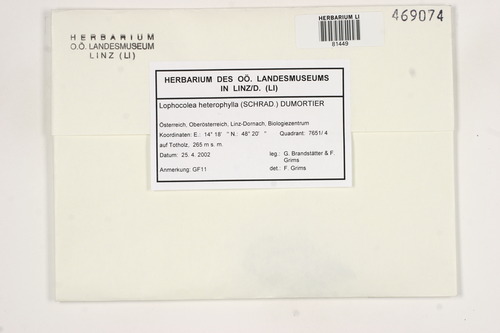 HERBARIUM
O.Ö. LANDESMUSEUM
LINZ (LI)
HERBARIUM LI
81449
469074
HERBARIUM DES OÖ. LANDESMUSEUMS
IN LINZ/D. (LI)
Lophocolea heterophylla (SCHRAD.) DUMORTIER
Österreich, Oberösterreich, Linz-Dornach, Biologiezentrum
Koordinaten: E.: 14° 18' " N.: 48° 20' " Quadrant: 7651/ 4
auf Totholz, 265 m s. m.
Datum: 25. 4. 2002 leg.: G. Brandstätter & F.
Grims
Anmerkung: GF11 det.: F. Grims